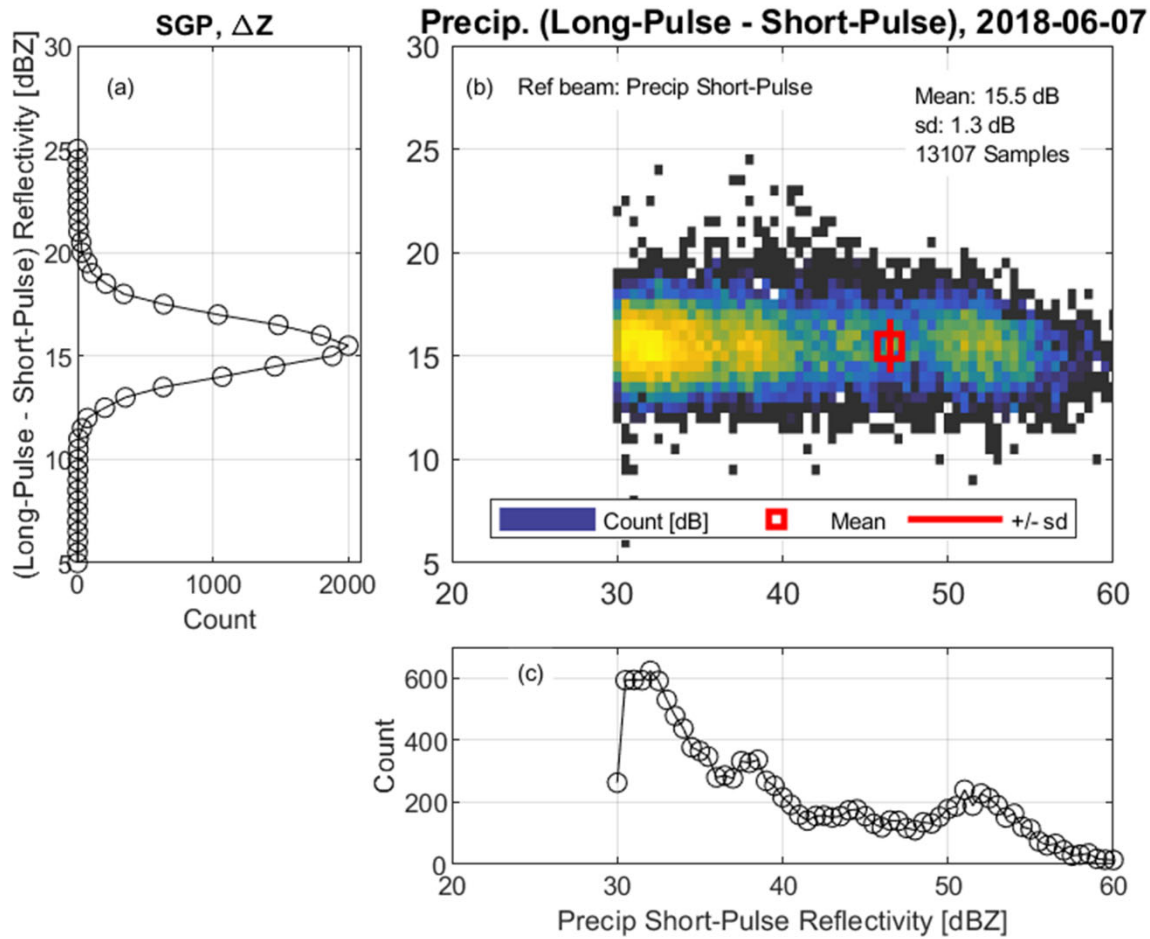 SGP, ΔZ
Precip. (Long-Pulse - Short-Pulse), 2018-06-07
(Long-Pulse - Short-Pulse) Reflectivity [dBZ]
30
25
20
15
10
5
(a)
0 1000 2000
Count
30
25
20
15
10
5
(b) Ref beam: Precip Short-Pulse
Mean: 15.5 dB
sd: 1.3 dB
13107 Samples
Count [dB] Mean +/- sd
20 30 40 50 60
Count
600
400
200
0
(c)
20 30 40 50 60
Precip Short-Pulse Reflectivity [dBZ]